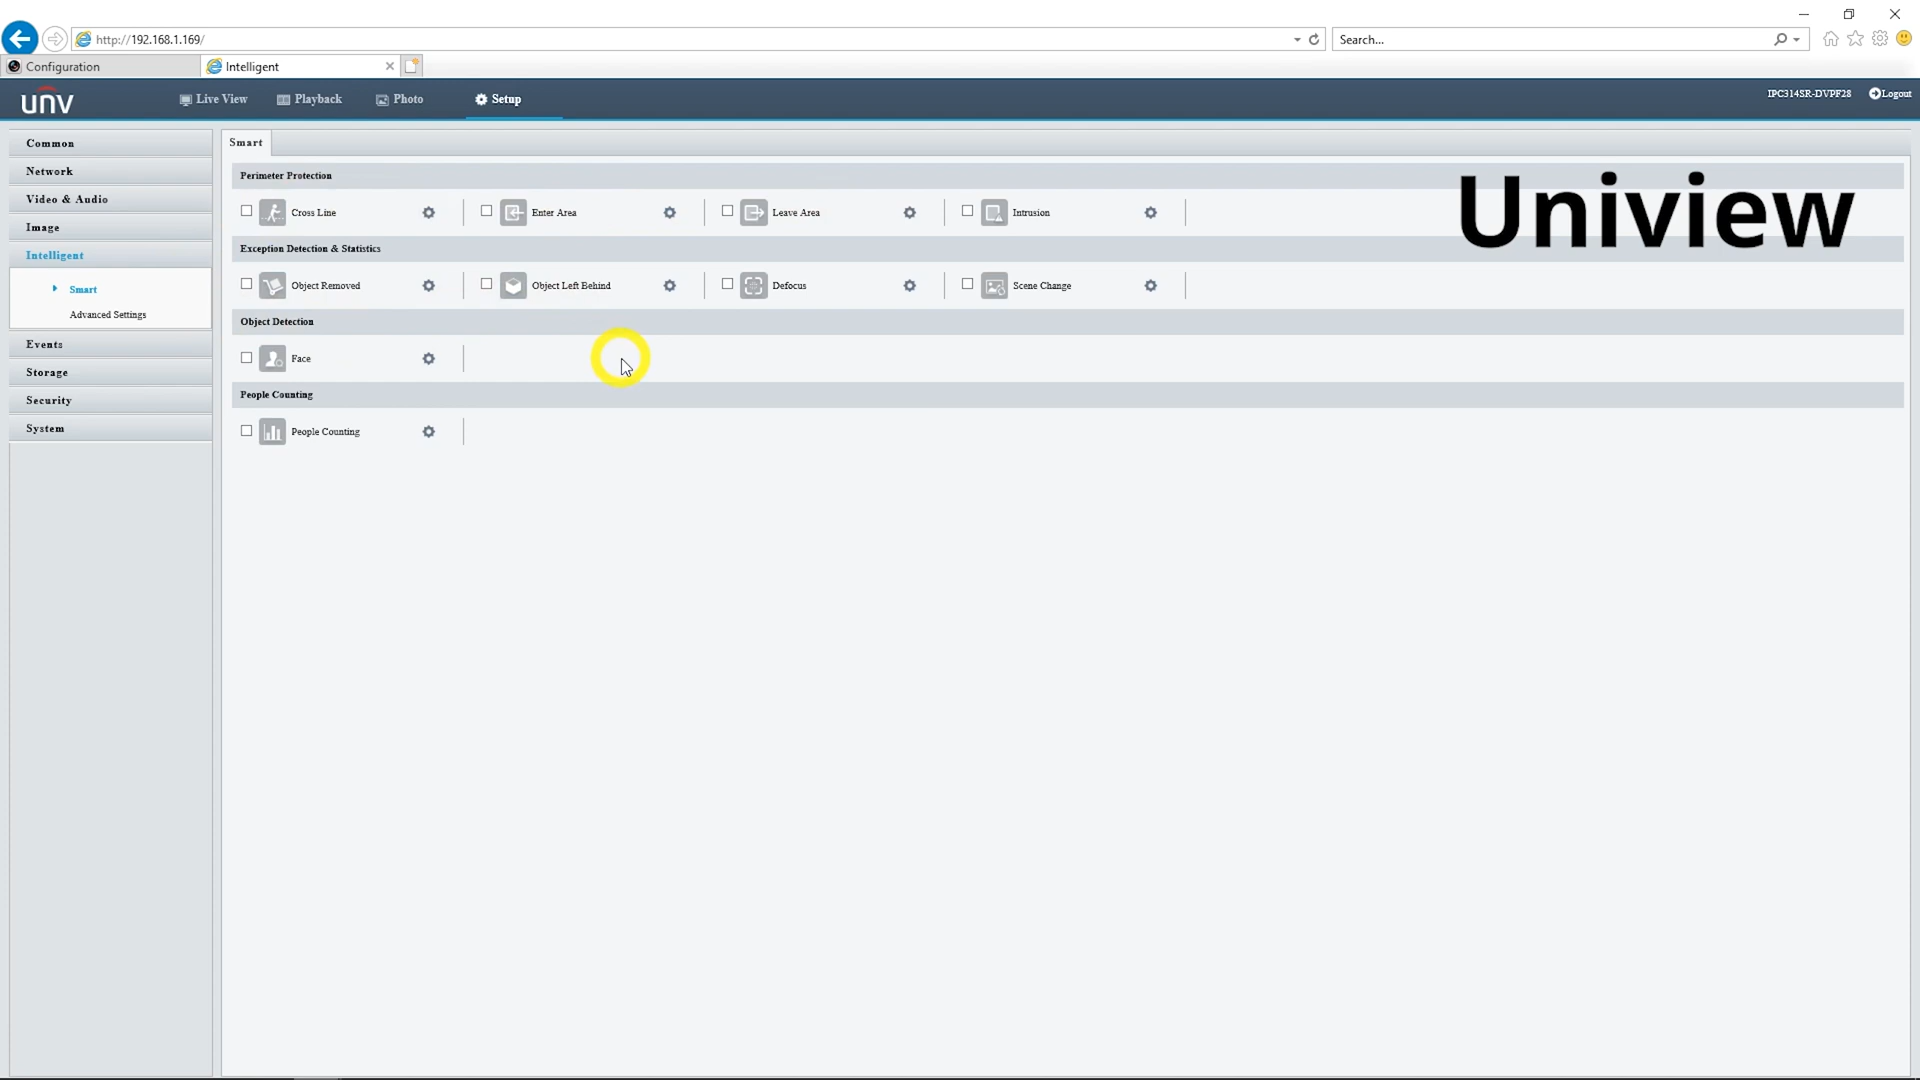 http://192.168.1.169/
Search...
Configuration
Intelligent
unv
Live View
Playback
Photo
Setup
IPC314SR-DVPF28
Logout
Common
Network
Video & Audio
Image
Intelligent
Smart
Advanced Settings
Events
Storage
Security
System
Smart
Perimeter Protection
Uniview
Cross Line
Enter Area
Leave Area
Intrusion
Exception Detection & Statistics
Object Removed
Object Left Behind
Defocus
Scene Change
Object Detection
Face
People Counting
People Counting